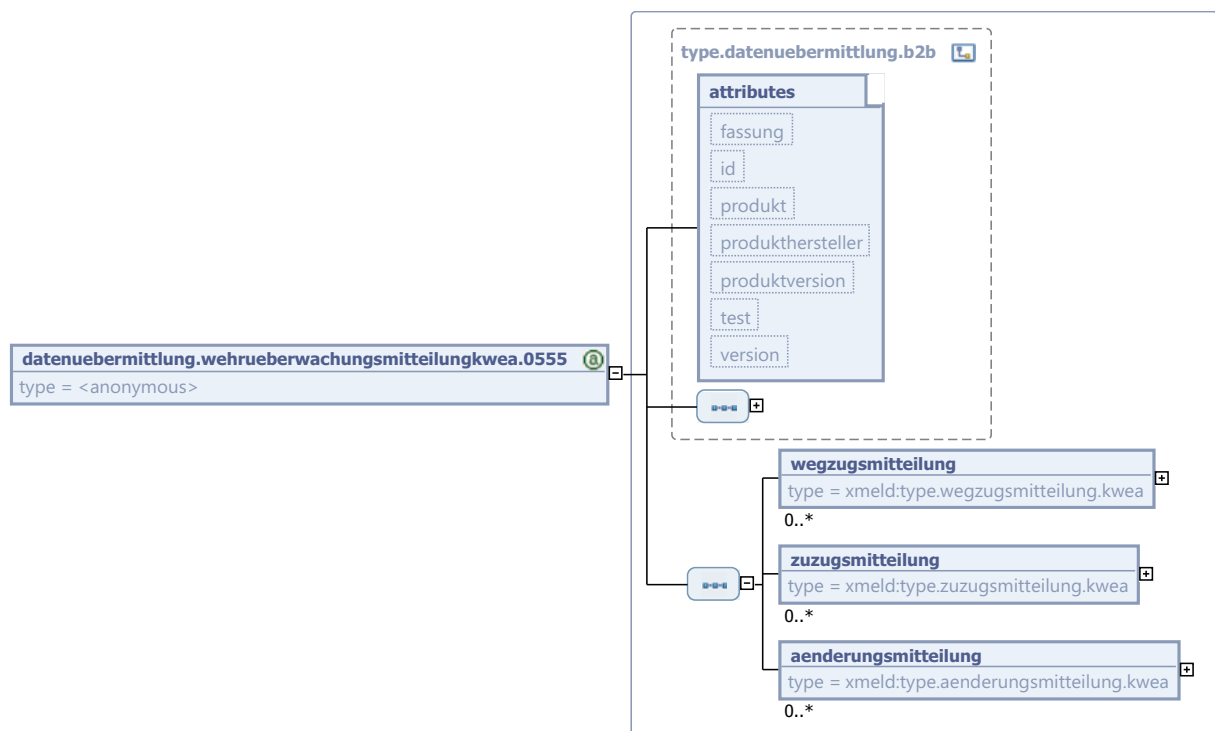 type.datenuebermittlung.b2b
attributes
fassung
id
produkt
produkthersteller
produktversion
test
version
datenuebermittlung.wehrueberwachungsmitteilungkwea.0555
type = <anonymous>
wegzugsmitteilung
type = xmeld:type.wegzugsmitteilung.kwea
0..*
zuzugsmitteilung
type = xmeld:type.zuzugsmitteilung.kwea
0..*
aenderungsmitteilung
type = xmeld:type.aenderungsmitteilung.kwea
0..*